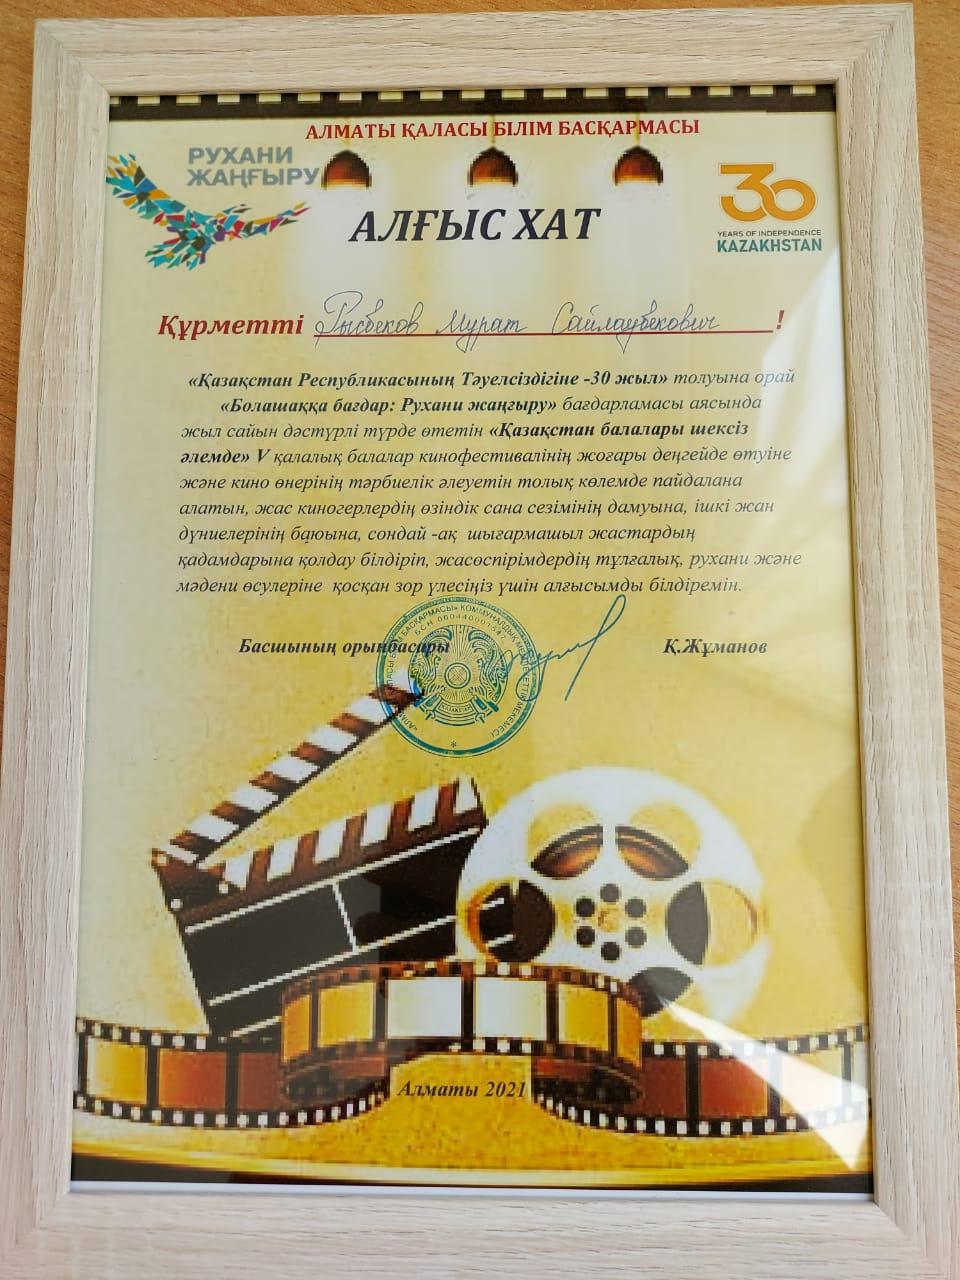 АЛМАТЫ ҚАЛАСЫ БІЛІМ БАСҚАРМАСЫ
РУХАНИ
ЖАҢҒЫРУ
30
YEARS OF INDEPENDENCE
KAZAKHSTAN
АЛҒЫС ХАТ
Құрметті Рысбеков Мурат Сайлаубекович !
«Қазақстан Республикасының Тәуелсіздігіне -30 жыл» толуына орай
«Болашаққа бағдар: Рухани жаңғыру» бағдарламасы аясында
жыл сайын дәстүрлі түрде өтетін «Қазақстан балалары шексіз
әлемде» V қалалық балалар кинофестивалінің жоғары деңгейде өтуіне
және кино өнерінің тәрбиелік әлеуетін толық көлемде пайдалана
алатын, жас киногерлердің өзіндік сана сезімінің дамуына, ішкі жан
дүниелерінің баюына, сондай -ақ шығармашыл жастардың
қадамдарына қолдау білдіріп, жасөспірімдердің тұлғалық, рухани және
мәдени өсулеріне қосқан зор үлесіңіз үшін алғысымды білдіремін.
Басшының орынбасары Қ.Жұманов
ҚАЗАҚСТАН
Алматы 2021